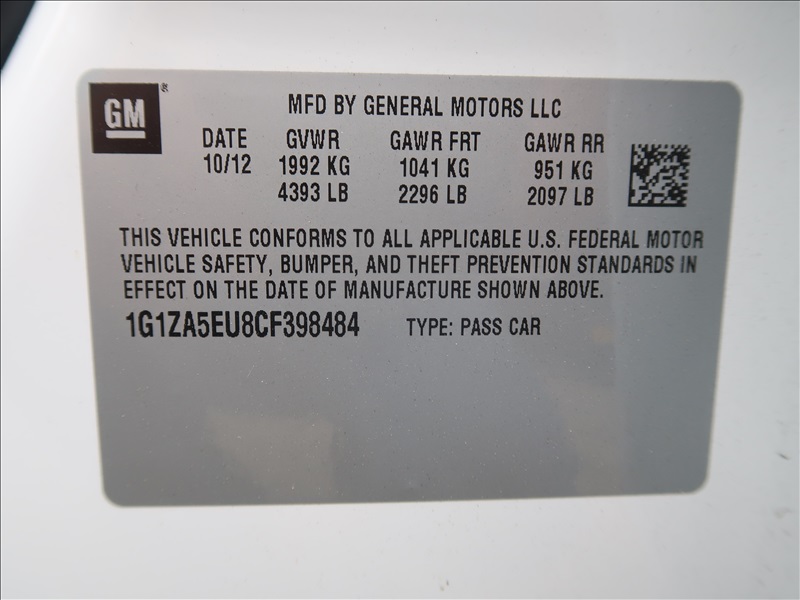 GM®
MFD BY GENERAL MOTORS LLC
DATE GVWR GAWR FRT GAWR RR
10/12 1992 KG 1041 KG 951 KG
4393 LB 2296 LB 2097 LB
THIS VEHICLE CONFORMS TO ALL APPLICABLE U.S. FEDERAL MOTOR
VEHICLE SAFETY, BUMPER, AND THEFT PREVENTION STANDARDS IN
EFFECT ON THE DATE OF MANUFACTURE SHOWN ABOVE.
1G1ZA5EU8CF398484 TYPE: PASS CAR